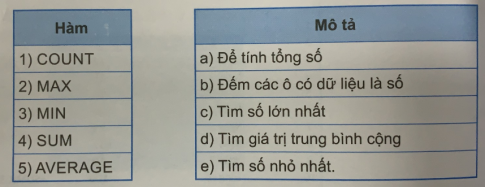 Hàm
1) COUNT
2) MAX
3) MIN
4) SUM
5) AVERAGE
Mô tả
a) Để tính tổng số
b) Đếm các ô có dữ liệu là số
c) Tìm số lớn nhất
d) Tìm giá trị trung bình cộng
e) Tìm số nhỏ nhất.